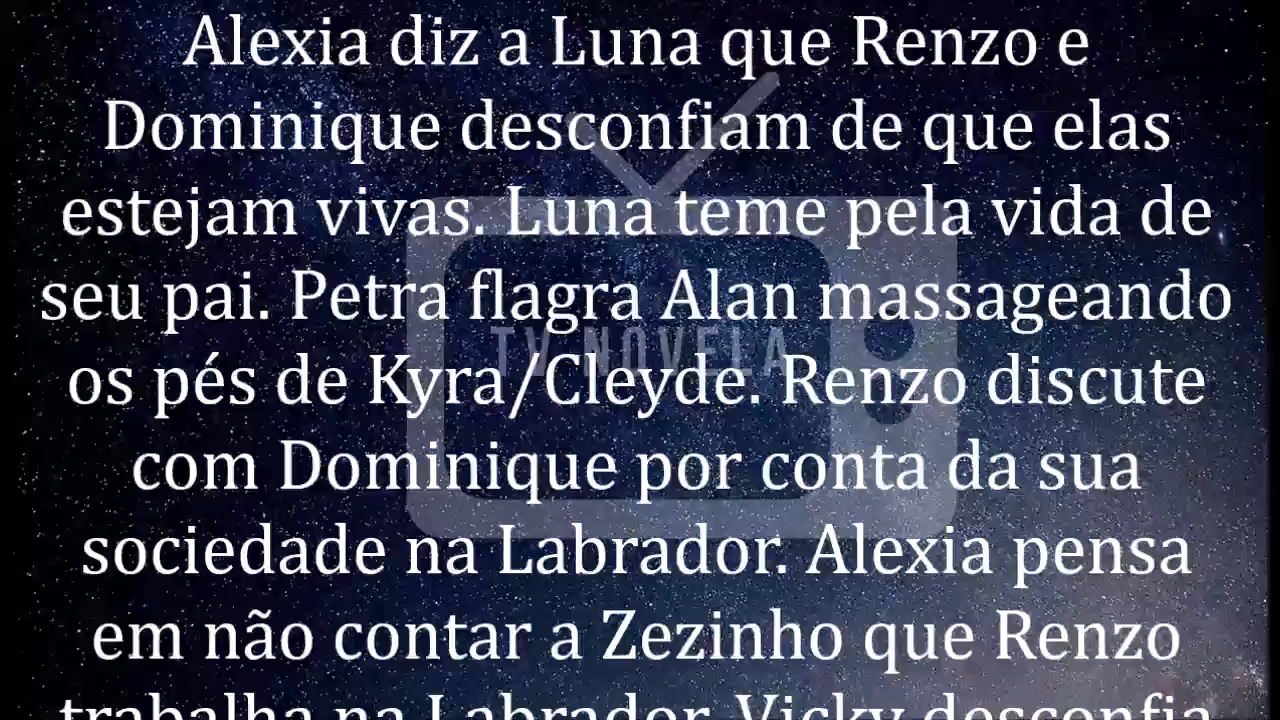 Alexia diz a Luna que Renzo e
Dominique desconfiam de que elas
estejam vivas. Luna teme pela vida de
seu pai. Petra flagra Alan massageando
os pés de Kyra/Cleyde. Renzo discute
com Dominique por conta da sua
sociedade na Labrador. Alexia pensa
em não contar a Zezinho que Renzo
trabalha na Labrador. Vicky desconfia
TV NOVELA